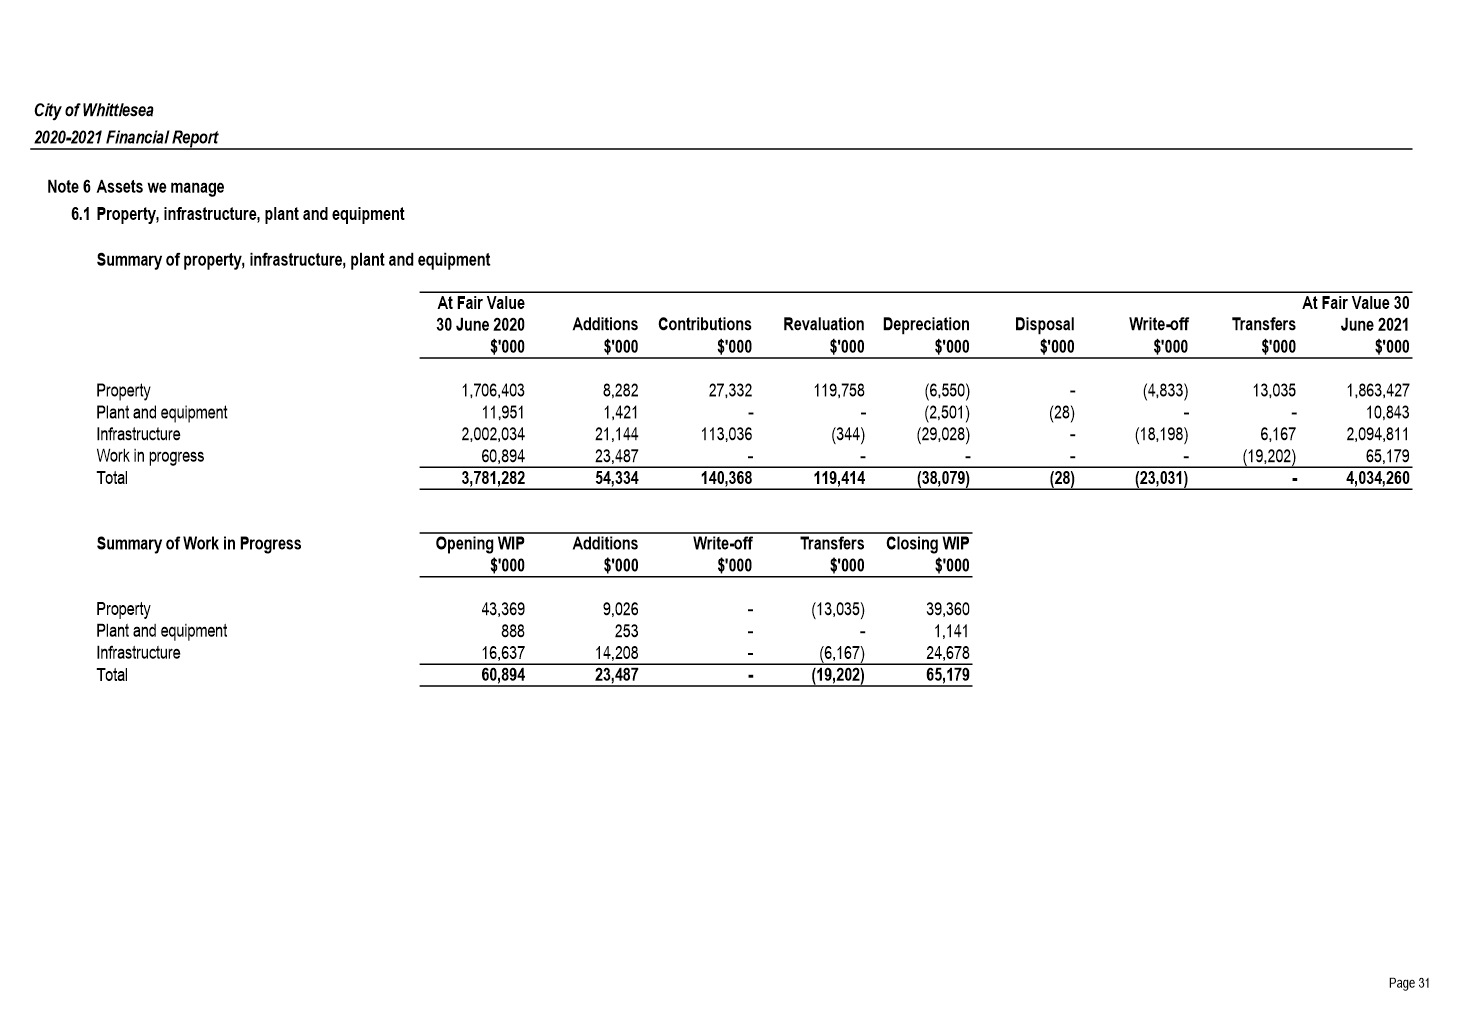 City of Whittlesea
2020-2021 Financial Report
Note 6 Assets we manage
6.1 Property, infrastructure, plant and equipment
Summary of property, infrastructure, plant and equipment
At Fair Value At Fair Value 30
30 June 2020 Additions Contributions Revaluation Depreciation Disposal Write-off Transfers June 2021
$'000 $'000 $'000 $'000 $'000 $'000 $'000 $'000 $'000
Property 1,706,403 8,282 27,332 119,758 (6,550) - (4,833) 13,035 1,863,427
Plant and equipment 11,951 1,421 - - (2,501) (28) - - 10,843
Infrastructure 2,002,034 21,144 113,036 (344) (29,028) - (18,198) 6,167 2,094,811
Work in progress 60,894 23,487 - - - - - (19,202) 65,179
Total 3,781,282 54,334 140,368 119,414 (38,079) (28) (23,031) - 4,034,260
Summary of Work in Progress Opening WIP Additions Write-off Transfers Closing WIP
$'000 $'000 $'000 $'000 $'000
Property 43,369 9,026 - (13,035) 39,360
Plant and equipment 888 253 - - 1,141
Infrastructure 16,637 14,208 - (6,167) 24,678
Total 60,894 23,487 - (19,202) 65,179
Page 31